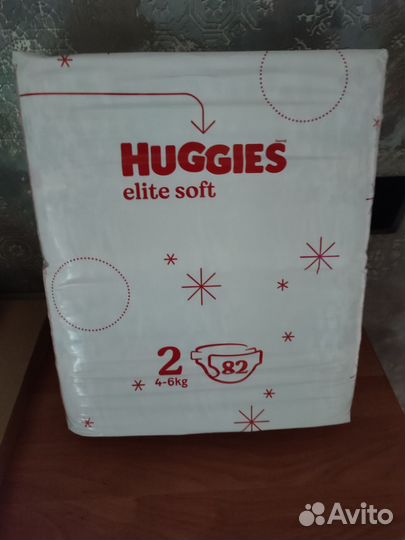 HUGGIES
elite soft
2 82
4-6kg
Avito